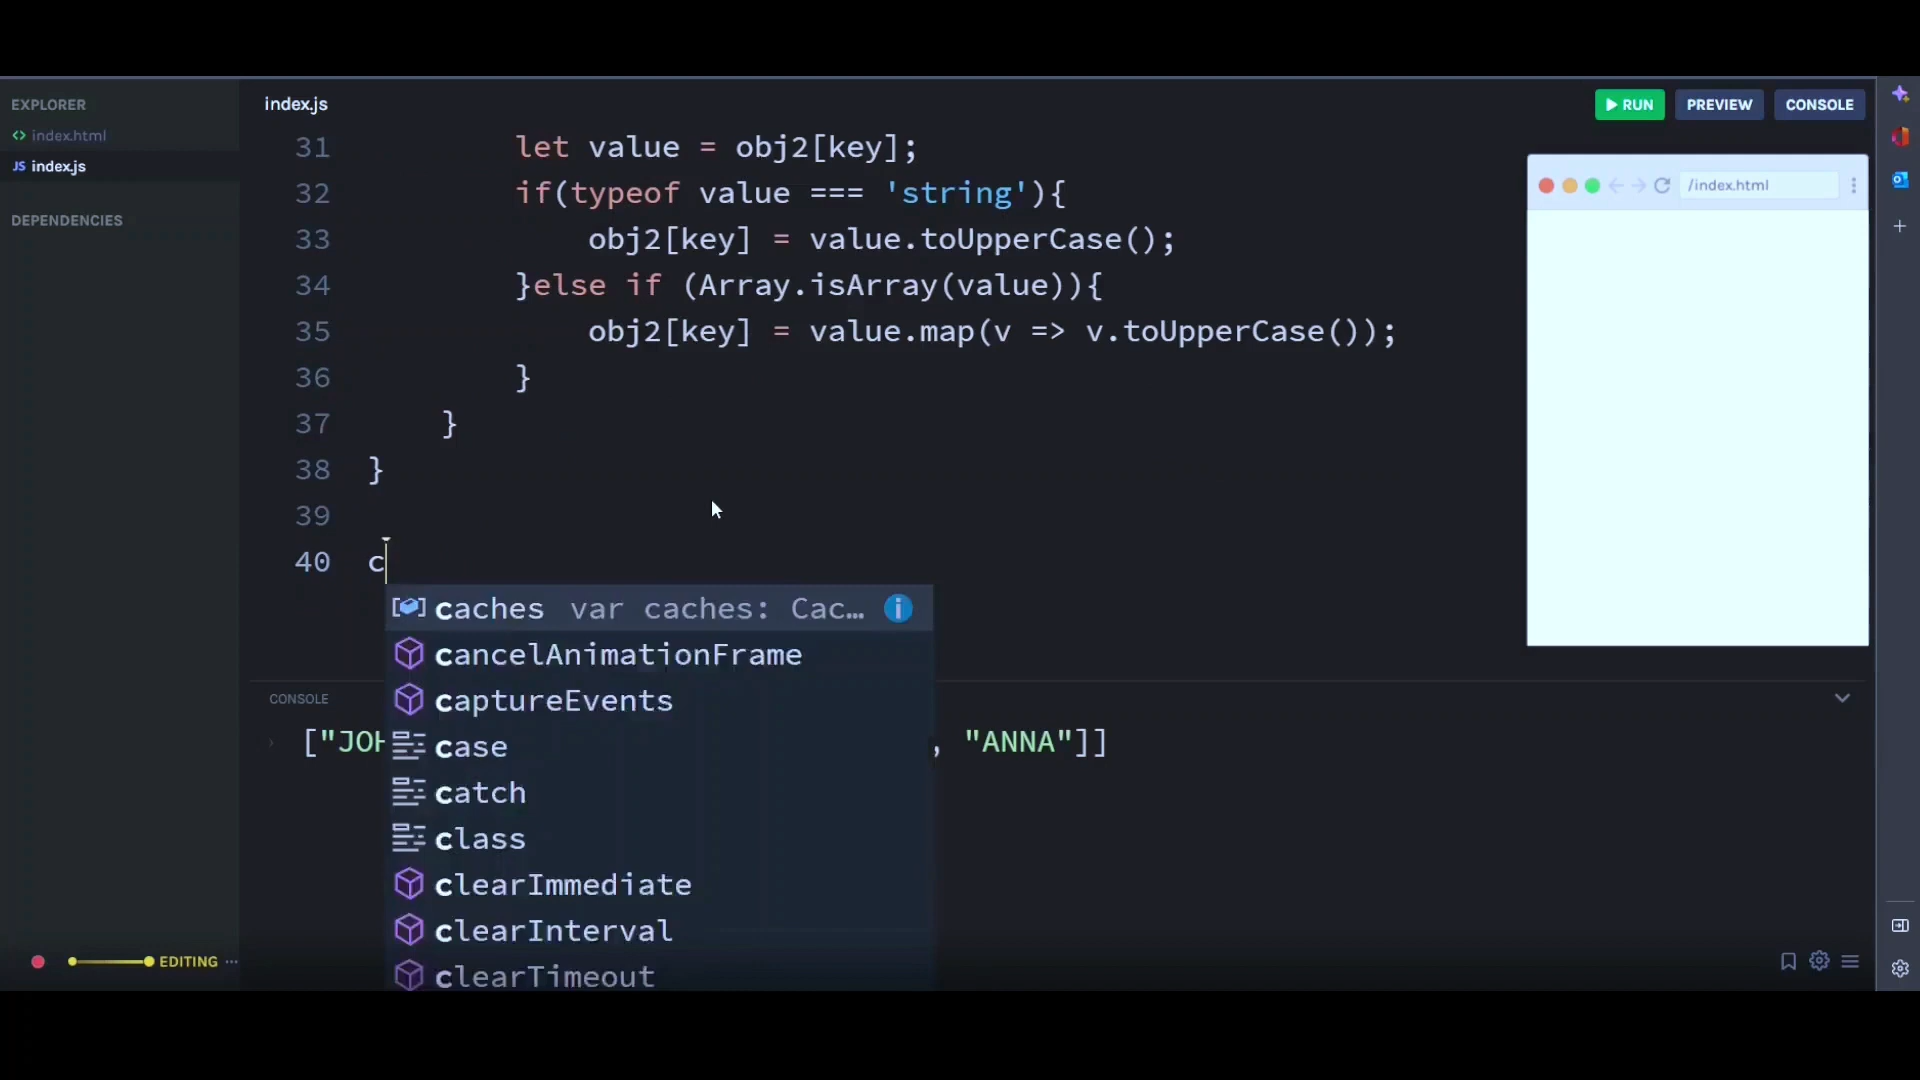 EXPLORER
index.html
JS index.js
DEPENDENCIES
index.js
RUN
PREVIEW
CONSOLE
31 let value = obj2[key];
32 if(typeof value === 'string'){
33 obj2[key] = value.toUpperCase();
34 }else if (Array.isArray(value)){
35 obj2[key] = value.map(v => v.toUpperCase());
36 }
37 }
38 }
39
40 c
caches var caches: Cac…
cancelAnimationFrame
captureEvents
case
catch
class
clearImmediate
clearInterval
clearTimeout
/index.html
CONSOLE
["JOH , "ANNA"]]
EDITING ...